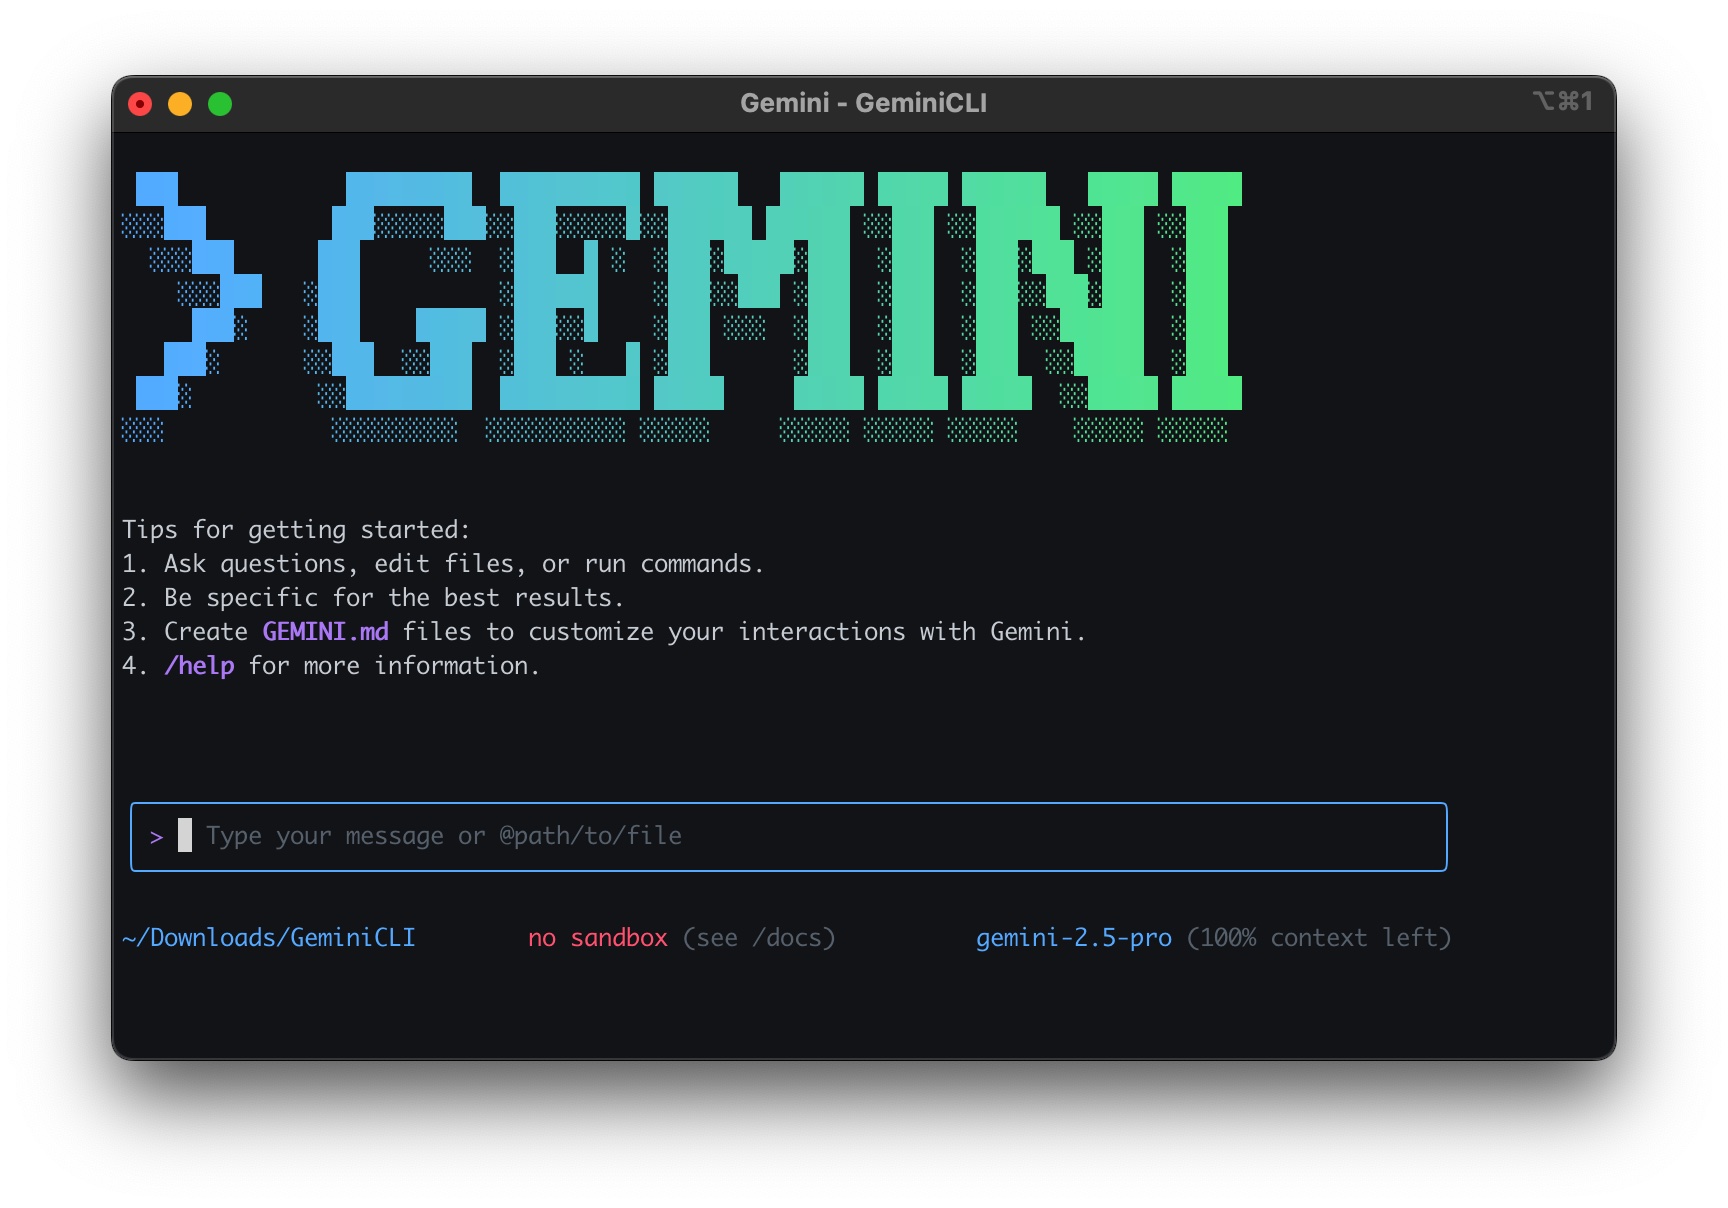 Gemini - GeminiCLI
⌥⌘1
> GEMINI
Tips for getting started:
1. Ask questions, edit files, or run commands.
2. Be specific for the best results.
3. Create GEMINI.md files to customize your interactions with Gemini.
4. /help for more information.
> Type your message or @path/to/file
~/Downloads/GeminiCLI no sandbox (see /docs) gemini-2.5-pro (100% context left)